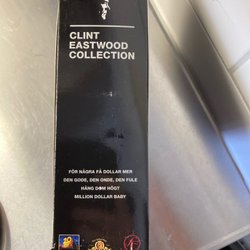 CLINT
EASTWOOD
COLLECTION
FÖR NÅGRA FÅ DOLLAR MER
DEN GODE, DEN ONDE, DEN FULE
HÄNG DOM HÖGT
MILLION DOLLAR BABY